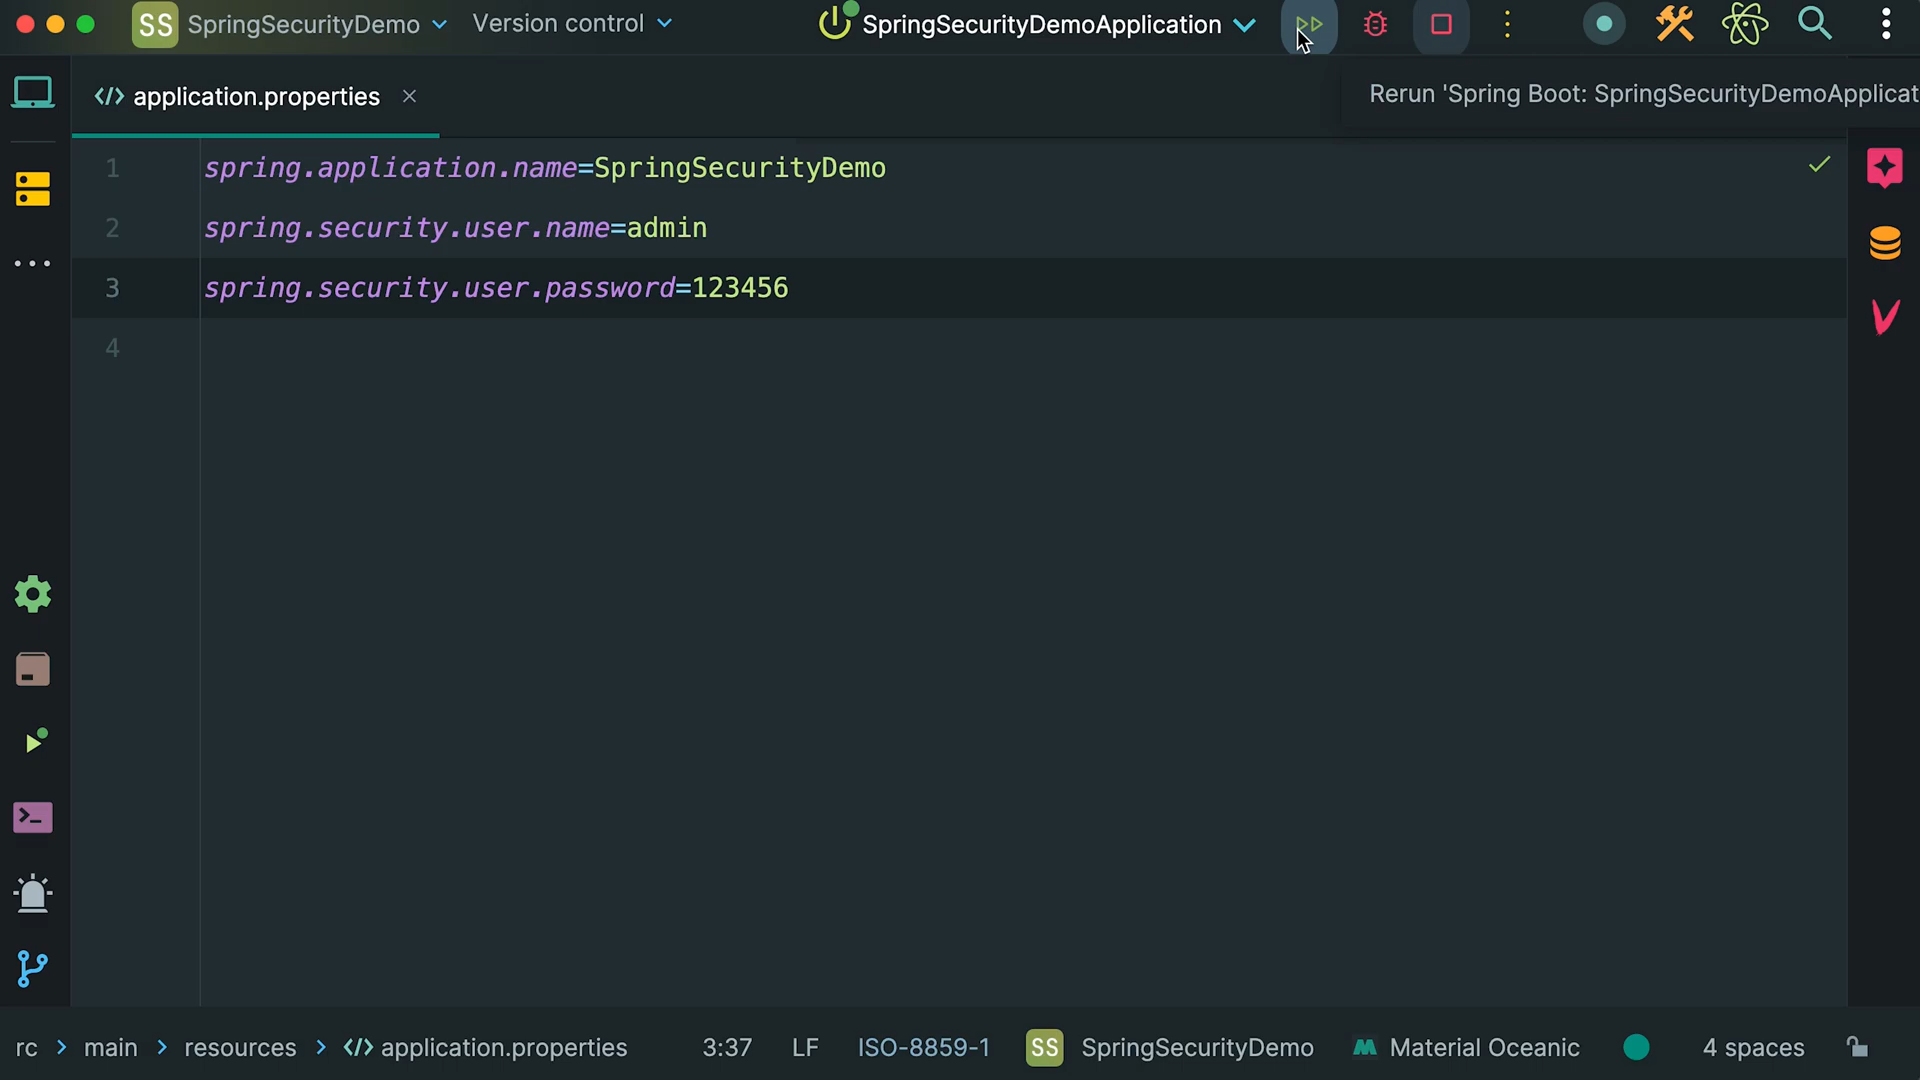 SS SpringSecurityDemo Version control SpringSecurityDemoApplication
</> application.properties ×
Rerun 'Spring Boot: SpringSecurityDemoApplicat
1 spring.application.name=SpringSecurityDemo
2 spring.security.user.name=admin
3 spring.security.user.password=123456
4
rc > main > resources > </> application.properties 3:37 LF ISO-8859-1 SS SpringSecurityDemo Material Oceanic 4 spaces